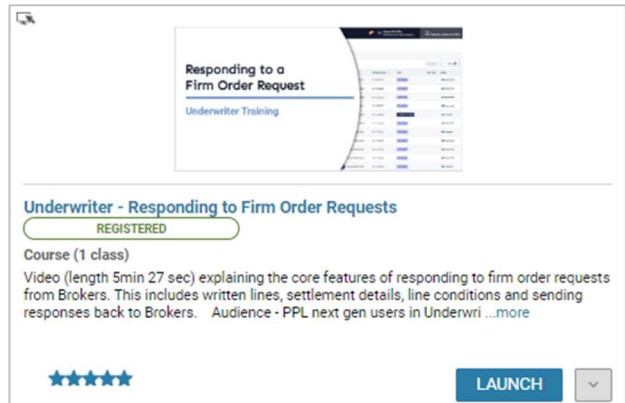 Responding to a
Firm Order Request
Underwriter Training
Underwriter - Responding to Firm Order Requests
REGISTERED
Course (1 class)
Video (length 5min 27 sec) explaining the core features of responding to firm order requests
from Brokers. This includes written lines, settlement details, line conditions and sending
responses back to Brokers. Audience - PPL next gen users in Underwri ...more
LAUNCH